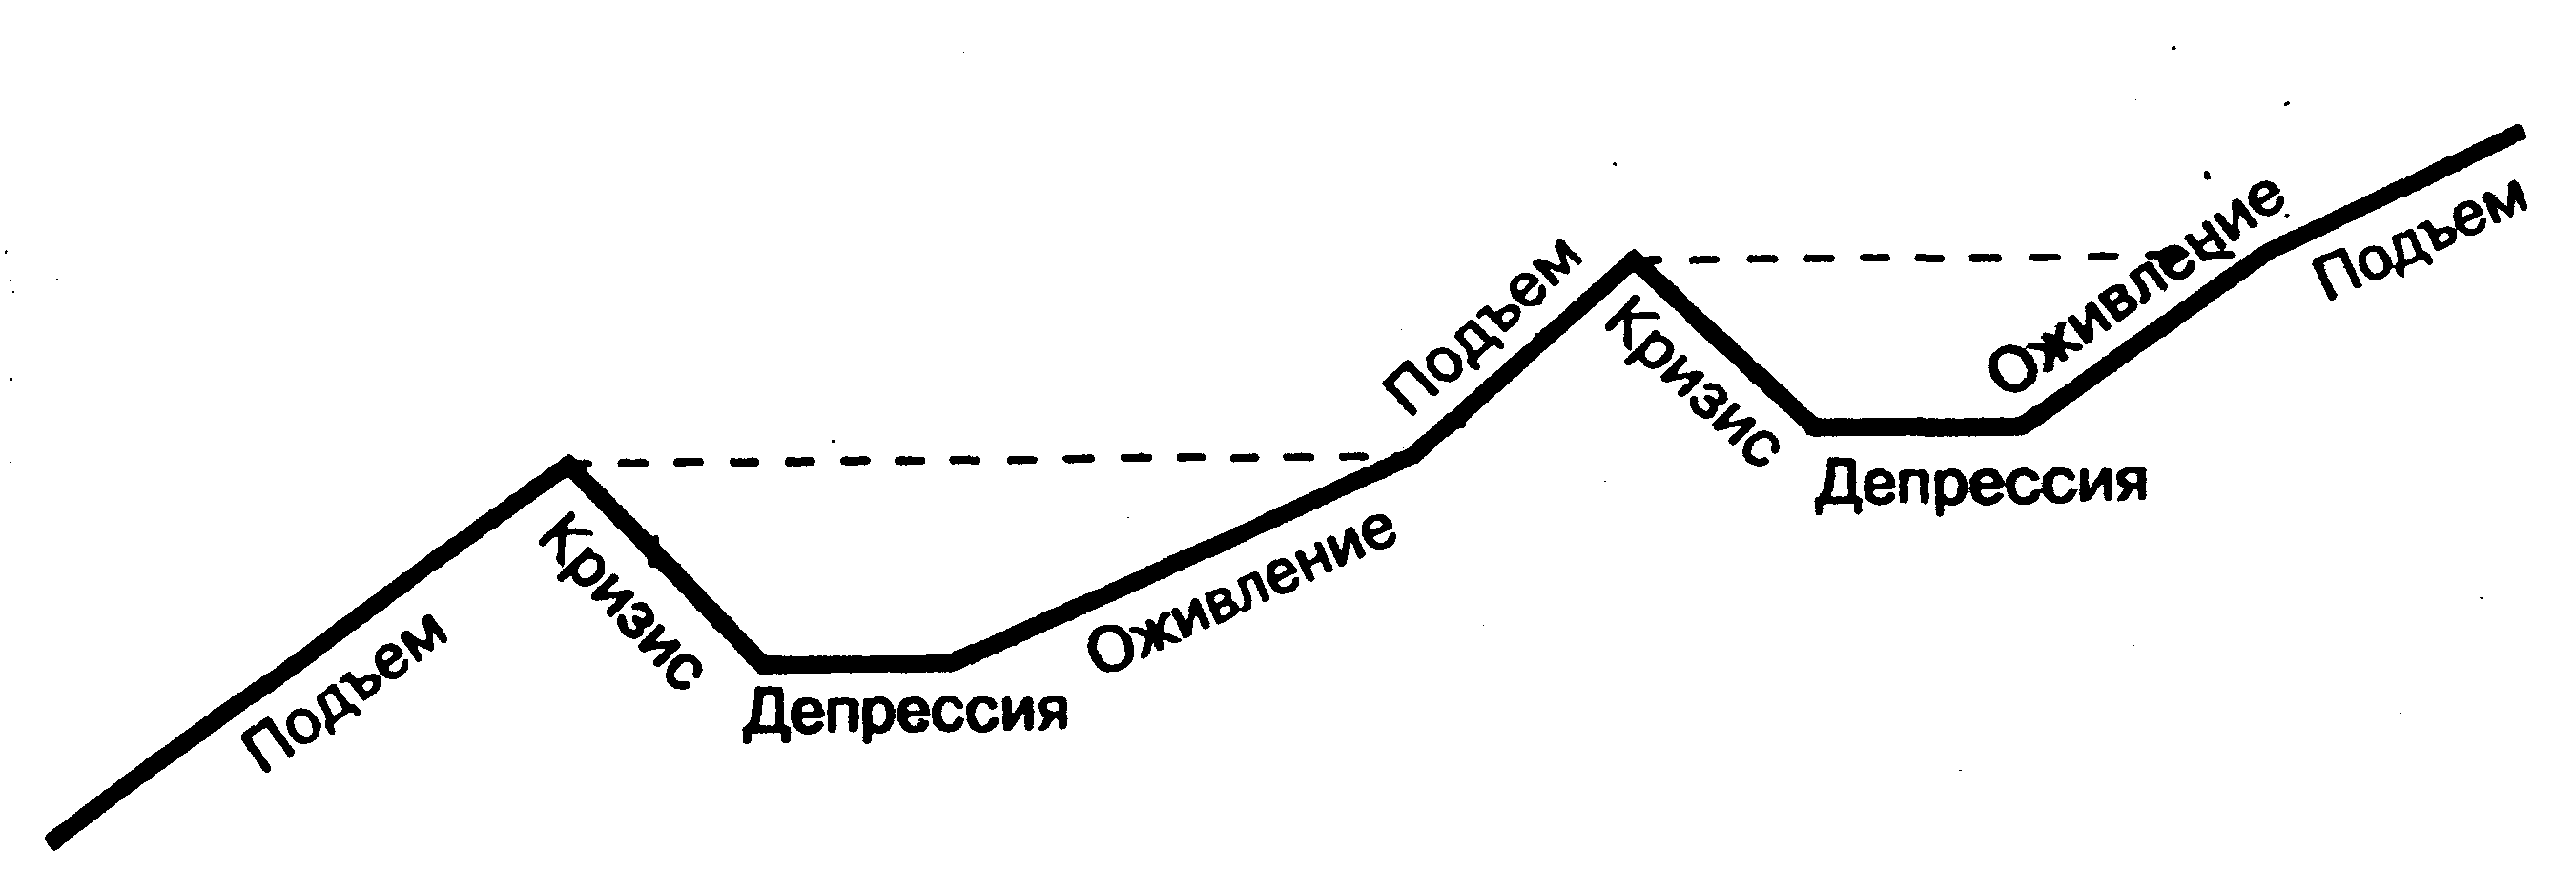 Подъем
Кризис
Депрессия
Оживление
Подъем
Кризис
Депрессия
Оживление
Подъем